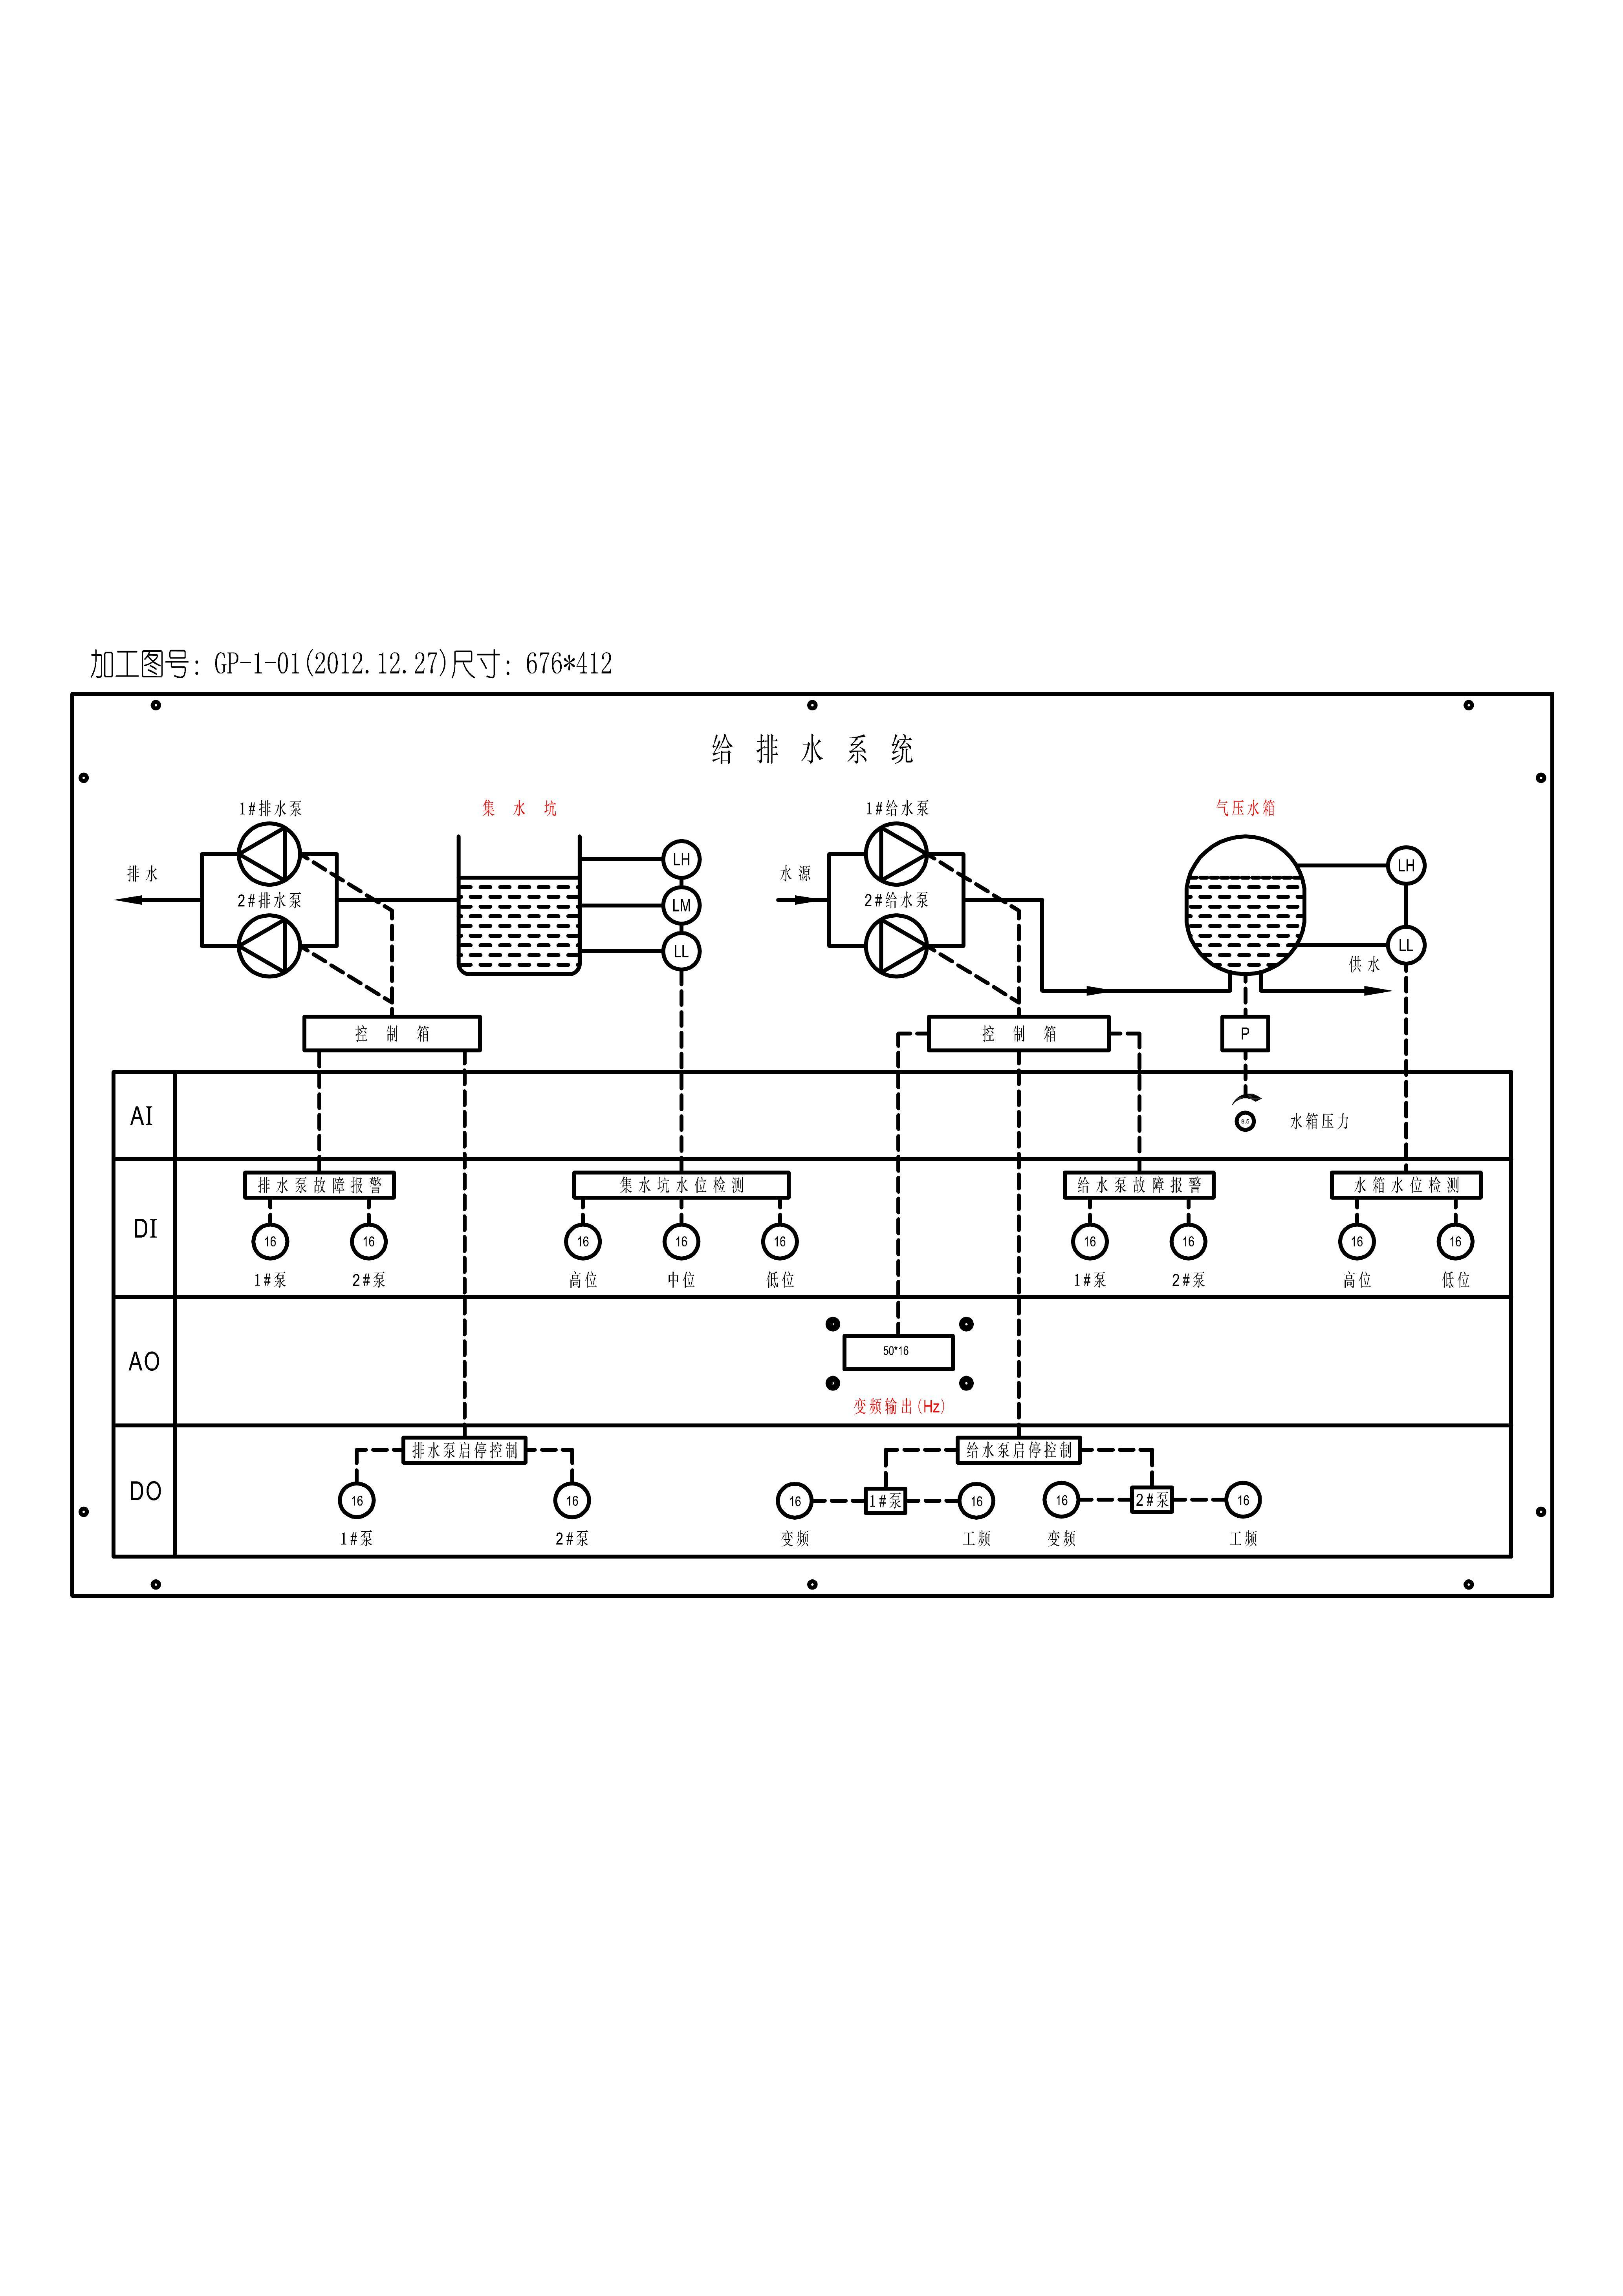 加工图号：GP-1-01(2012.12.27)尺寸：676*412
给排水系统
1#排水泵
集水坑
1#给水泵
气压水箱
排水
LH
水源
LH
2#排水泵
LM
2#给水泵
LL
LL
供水
控制箱
控制箱
P
AI
8.5
水箱压力
DI
排水泵故障报警
集水坑水位检测
给水泵故障报警
水箱水位检测
16 16 16 16 16 16 16 16 16
1#泵 2#泵 高位 中位 低位 1#泵 2#泵 高位 低位
AO
50*16
变频输出(Hz)
DO
排水泵启停控制
给水泵启停控制
16 16 16 1#泵 16 16 2#泵 16
1#泵 2#泵 变频 工频 变频 工频